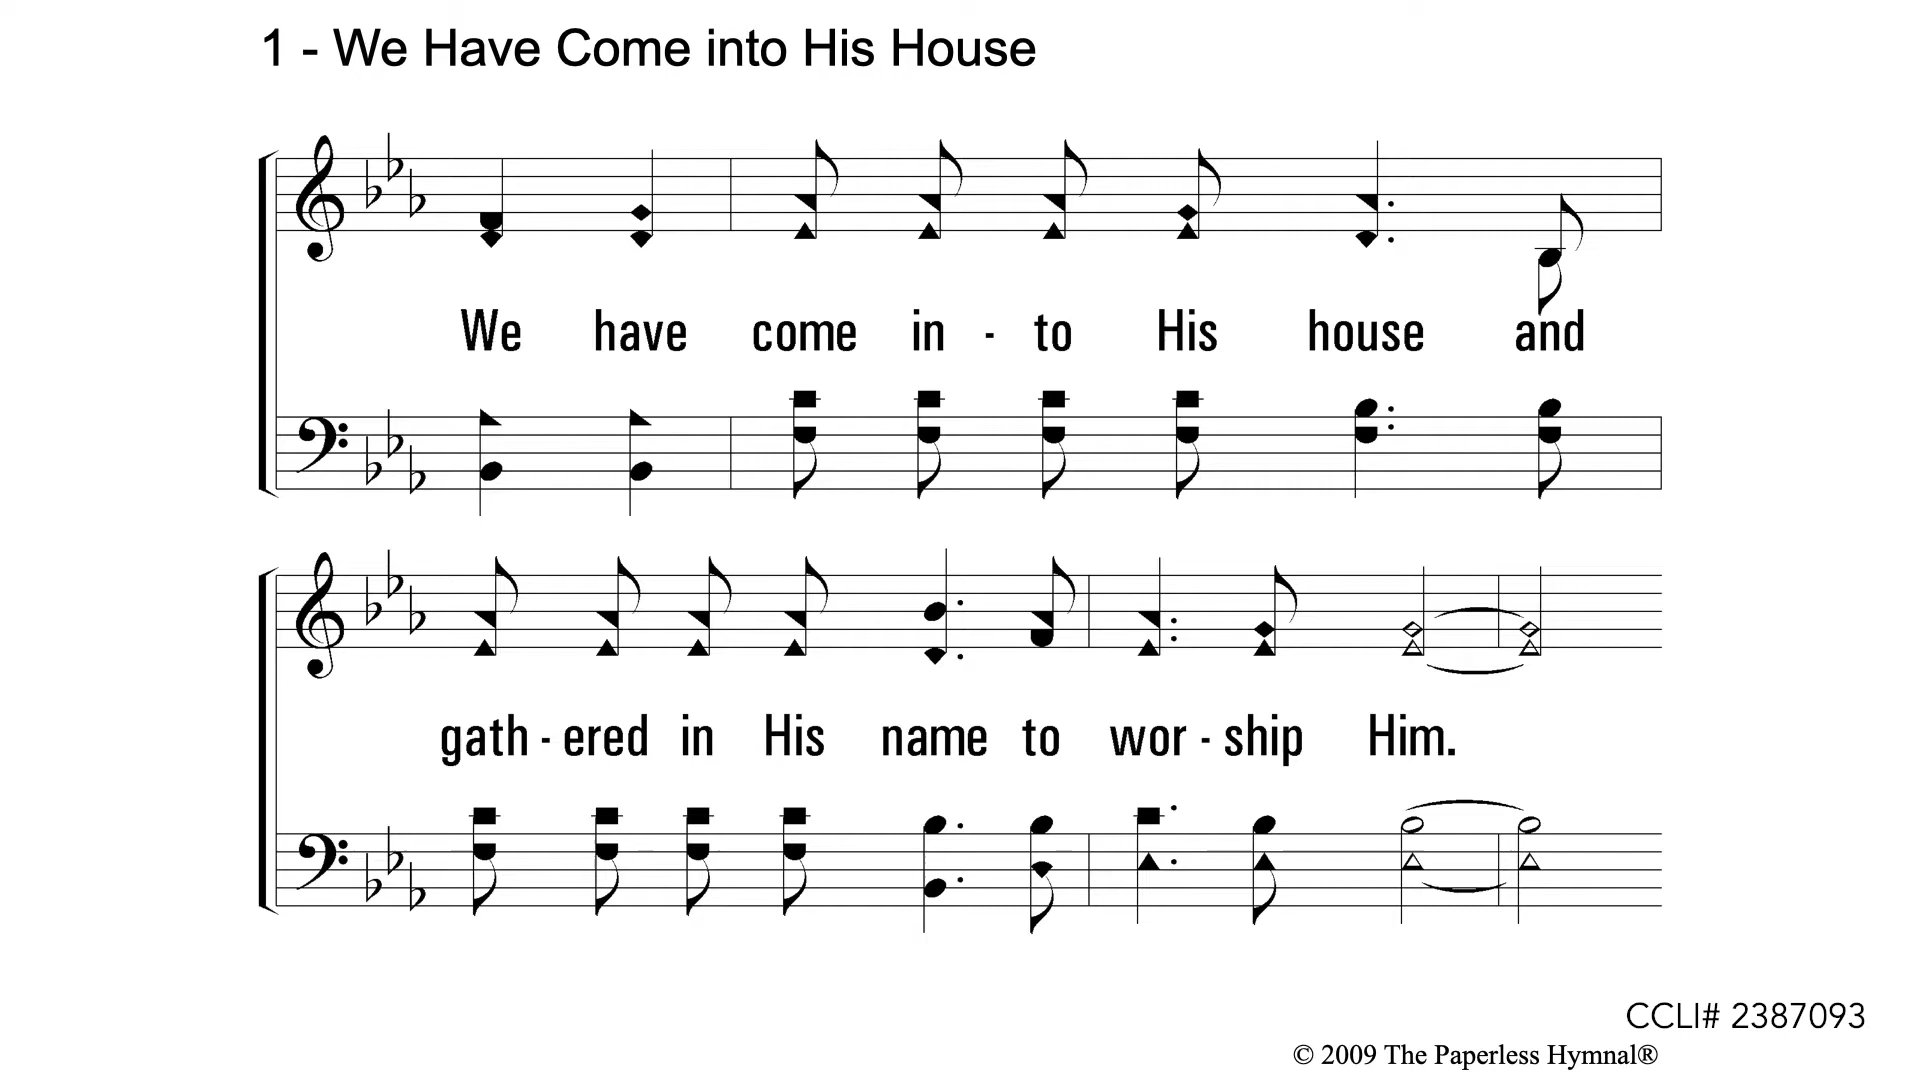 1 - We Have Come into His House
We have come in - to His house and
gath - ered in His name to wor - ship Him.
CCLI# 2387093
© 2009 The Paperless Hymnal®